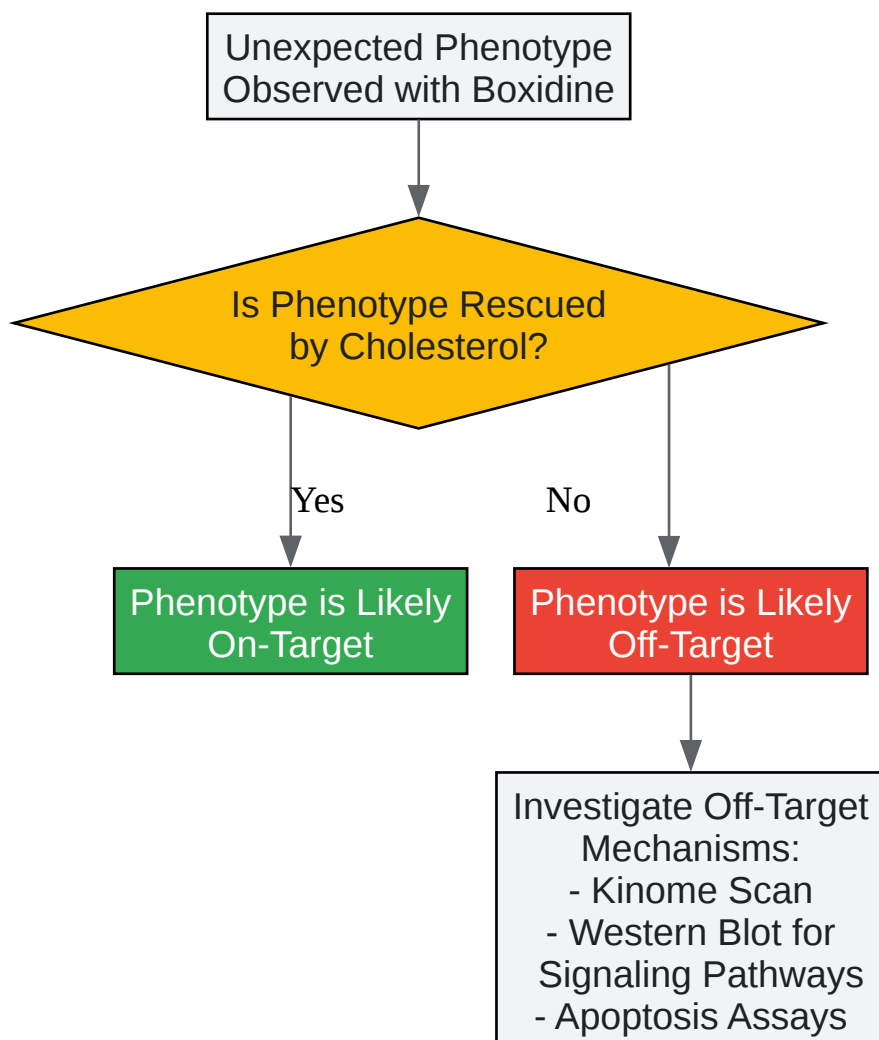 Unexpected Phenotype
Observed with Boxidine
Is Phenotype Rescued
by Cholesterol?
Yes
No
Phenotype is Likely
On-Target
Phenotype is Likely
Off-Target
Investigate Off-Target
Mechanisms:
- Kinome Scan
- Western Blot for
Signaling Pathways
- Apoptosis Assays